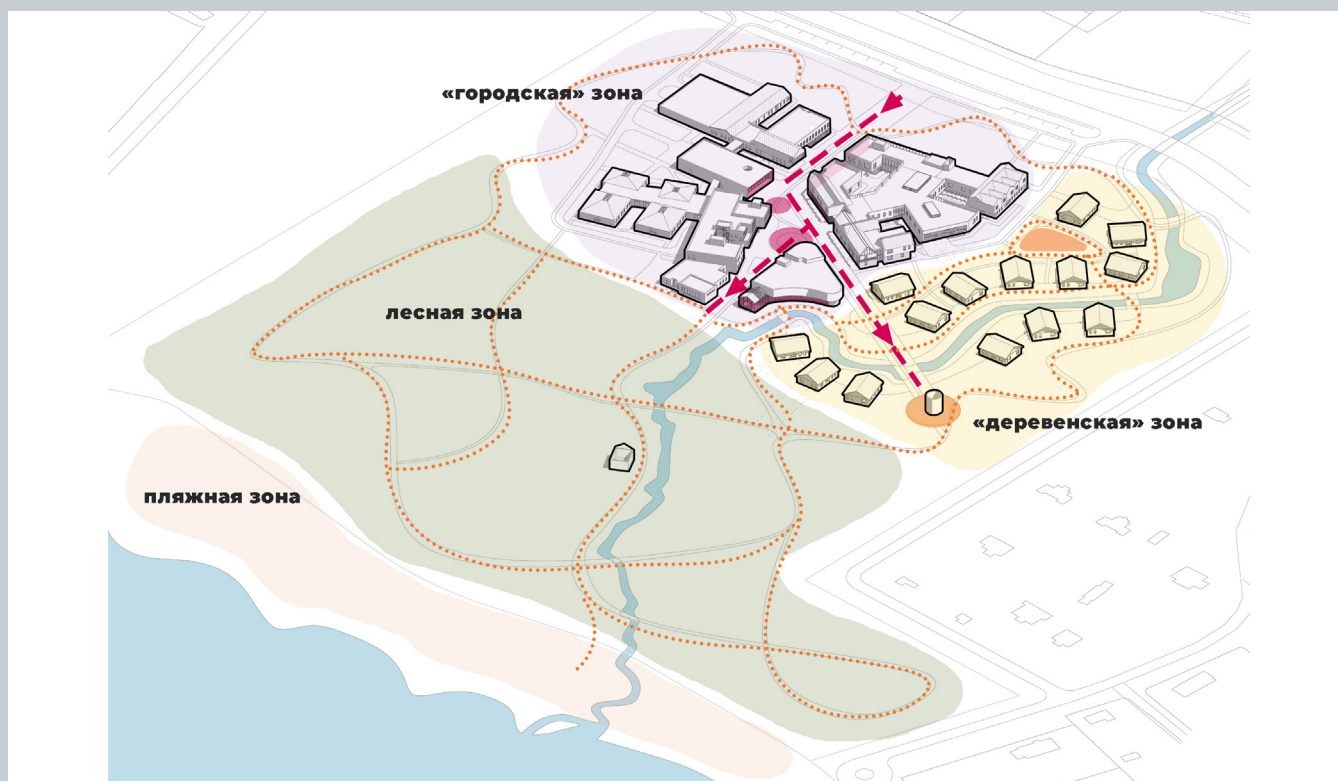 «городская» зона
лесная зона
«деревенская» зона
пляжная зона